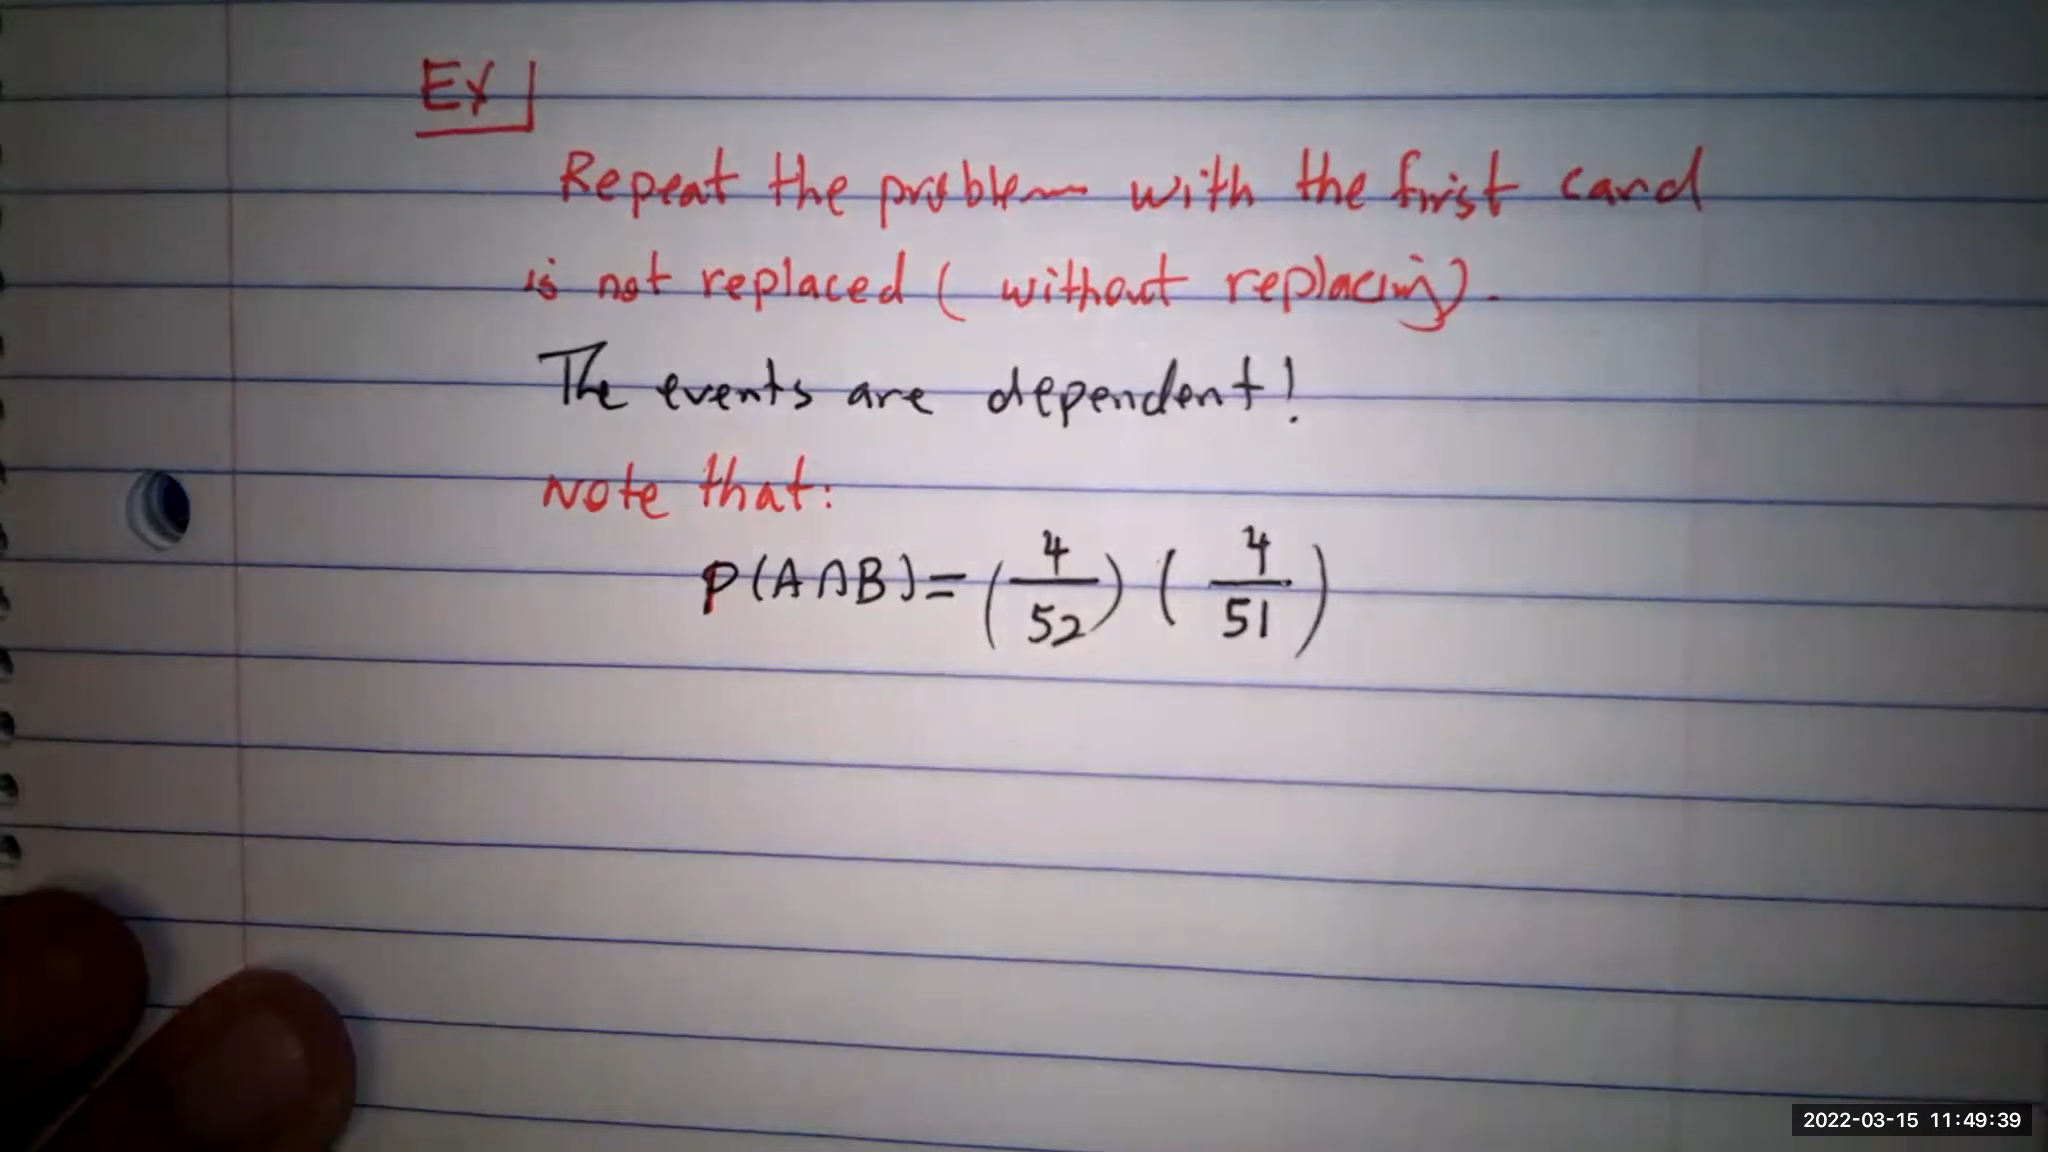 Ex
Repeat the problem with the first card
is not replaced ( without replacing).
The events are dependent!
Note that:
P(A∩B) = (4/52) (4/51)
2022-03-15 11:49:39